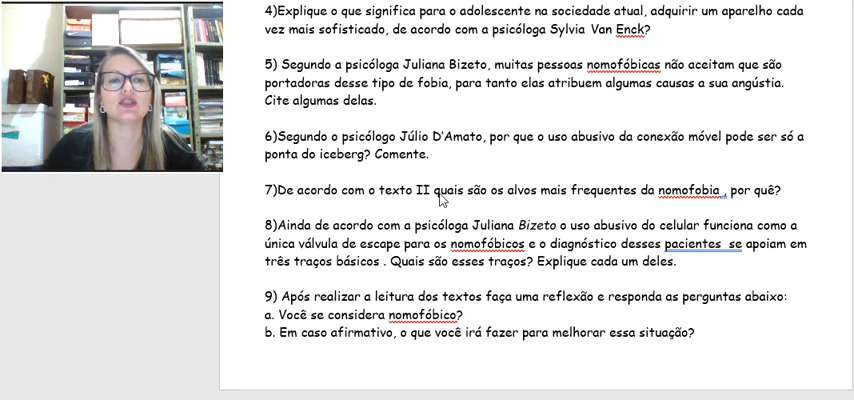 4)Explique o que significa para o adolescente na sociedade atual, adquirir um aparelho cada
vez mais sofisticado, de acordo com a psicóloga Sylvia Van Enck?
5) Segundo a psicóloga Juliana Bizeto, muitas pessoas nomofóbicas não aceitam que são
portadoras desse tipo de fobia, para tanto elas atribuem algumas causas a sua angústia.
Cite algumas delas.
6)Segundo o psicólogo Júlio D’Amato, por que o uso abusivo da conexão móvel pode ser só a
ponta do iceberg? Comente.
7)De acordo com o texto II quais são os alvos mais frequentes da nomofobia , por quê?
8)Ainda de acordo com a psicóloga Juliana Bizeto o uso abusivo do celular funciona como a
única válvula de escape para os nomofóbicos e o diagnóstico desses pacientes se apoiam em
três traços básicos . Quais são esses traços? Explique cada um deles.
9) Após realizar a leitura dos textos faça uma reflexão e responda as perguntas abaixo:
a. Você se considera nomofóbico?
b. Em caso afirmativo, o que você irá fazer para melhorar essa situação?